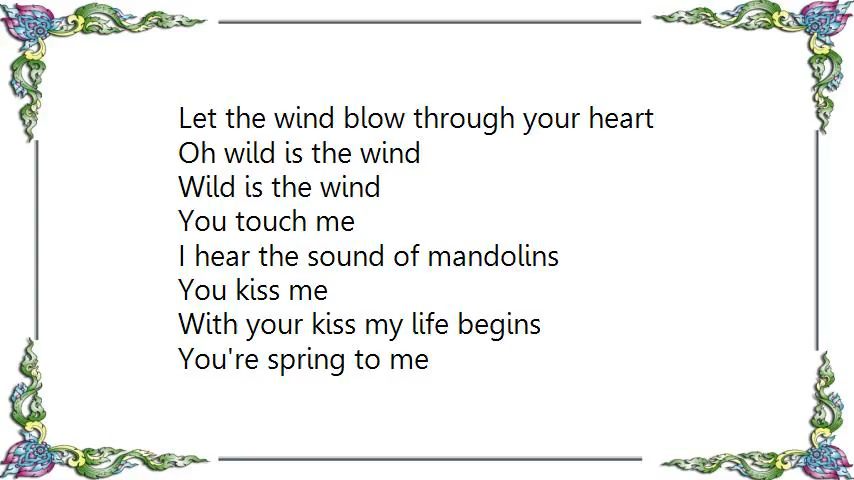 Let the wind blow through your heart
Oh wild is the wind
Wild is the wind
You touch me
I hear the sound of mandolins
You kiss me
With your kiss my life begins
You're spring to me